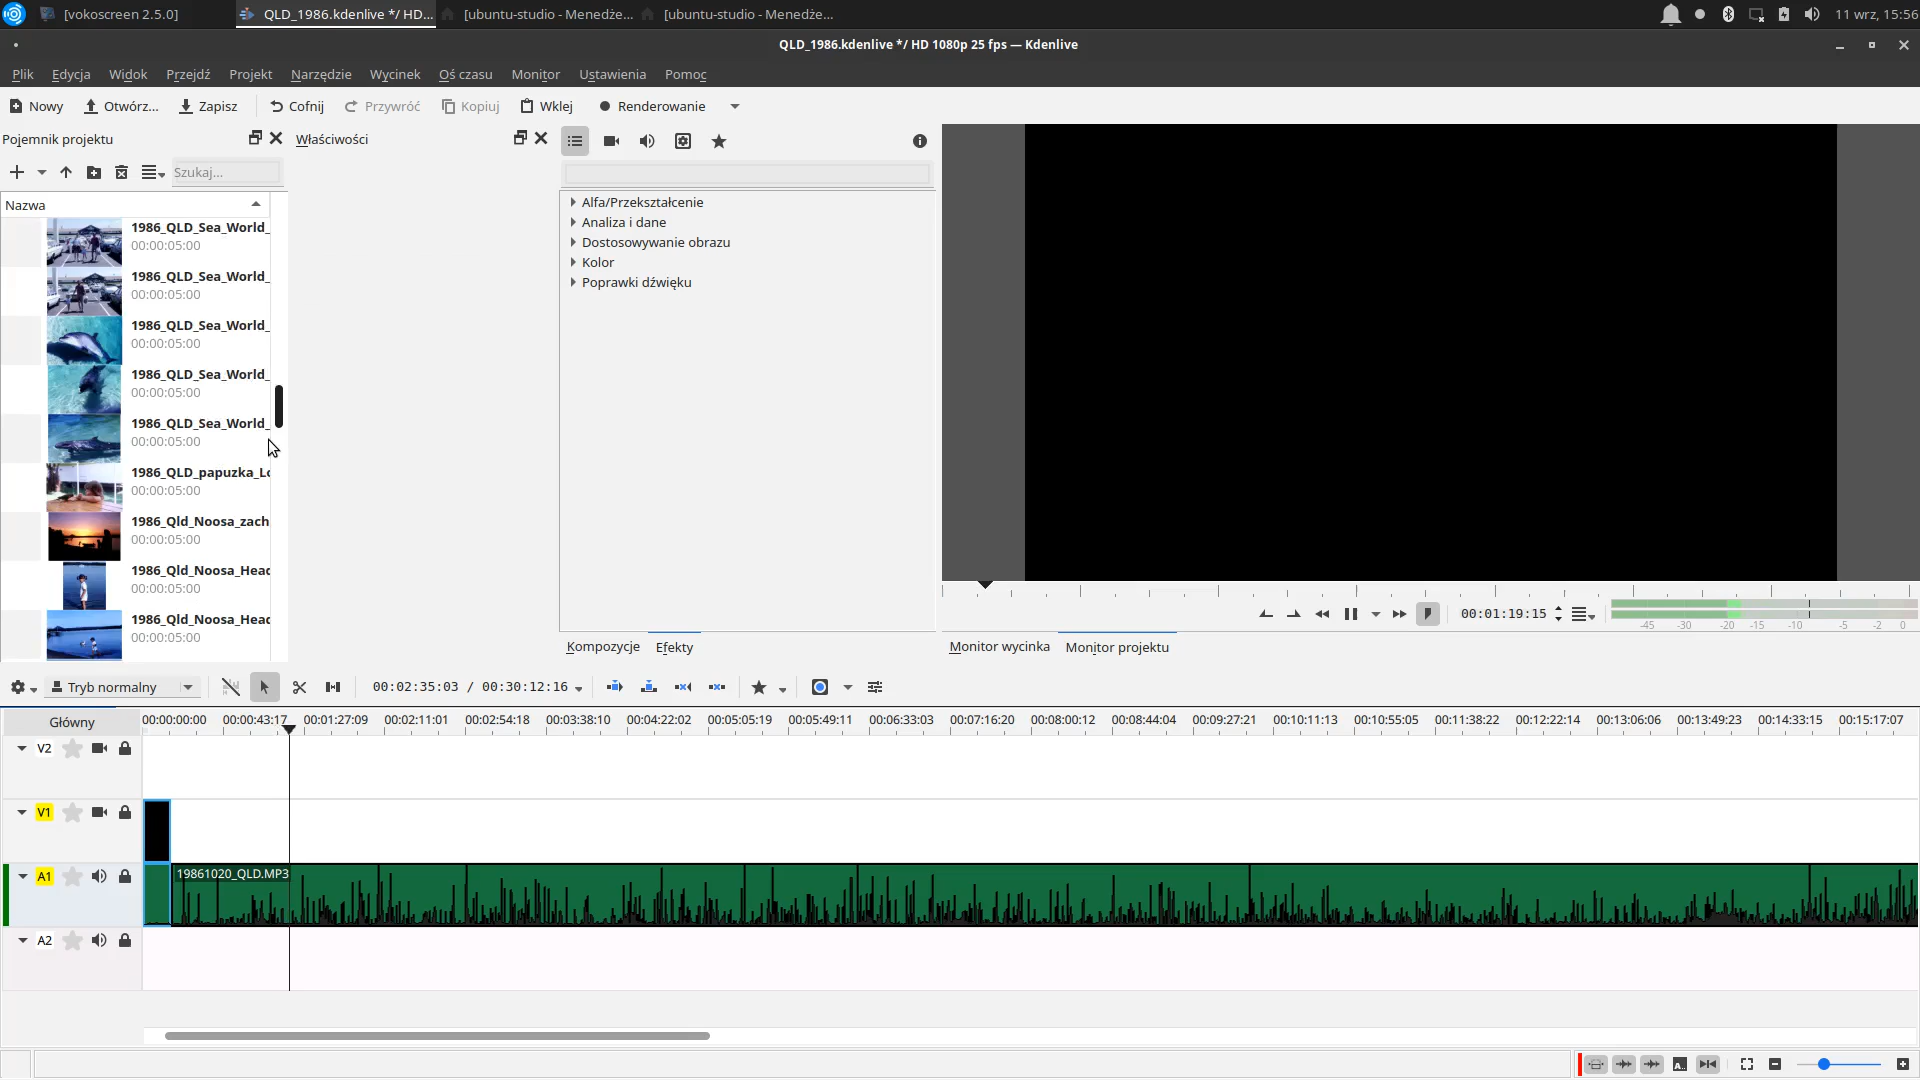 [vokoscreen 2.5.0]
QLD_1986.kdenlive */ HD...
[ubuntu-studio - Menedże...
[ubuntu-studio - Menedże...
11 wrz, 15:56
QLD_1986.kdenlive */ HD 1080p 25 fps — Kdenlive
Plik Edycja Widok Przejdź Projekt Narzędzie Wycinek Oś czasu Monitor Ustawienia Pomoc
Nowy Otwórz... Zapisz Cofnij Przywróć Kopiuj Wklej Renderowanie
Pojemnik projektu
Szukaj...
Nazwa
1986_QLD_Sea_World_
00:00:05:00
1986_QLD_Sea_World_
00:00:05:00
1986_QLD_Sea_World_
00:00:05:00
1986_QLD_Sea_World_
00:00:05:00
1986_QLD_Sea_World_
00:00:05:00
1986_QLD_papuzka_Lo
00:00:05:00
1986_Qld_Noosa_zach
00:00:05:00
1986_Qld_Noosa_Head
00:00:05:00
1986_Qld_Noosa_Head
00:00:05:00
Właściwości
Alfa/Przekształcenie
Analiza i dane
Dostosowywanie obrazu
Kolor
Poprawki dźwięku
Kompozycje Efekty
00:01:19:15
-45 -30 -20 -15 -10 -5 -2 0
Monitor wycinka Monitor projektu
Tryb normalny
00:02:35:03 / 00:30:12:16
Główny
00:00:00:00 00:00:43:17 00:01:27:09 00:02:11:01 00:02:54:18 00:03:38:10 00:04:22:02 00:05:05:19 00:05:49:11 00:06:33:03 00:07:16:20 00:08:00:12 00:08:44:04 00:09:27:21 00:10:11:13 00:10:55:05 00:11:38:22 00:12:22:14 00:13:06:06 00:13:49:23 00:14:33:15 00:15:17:07
V2
V1
A1
19861020_QLD.MP3
A2